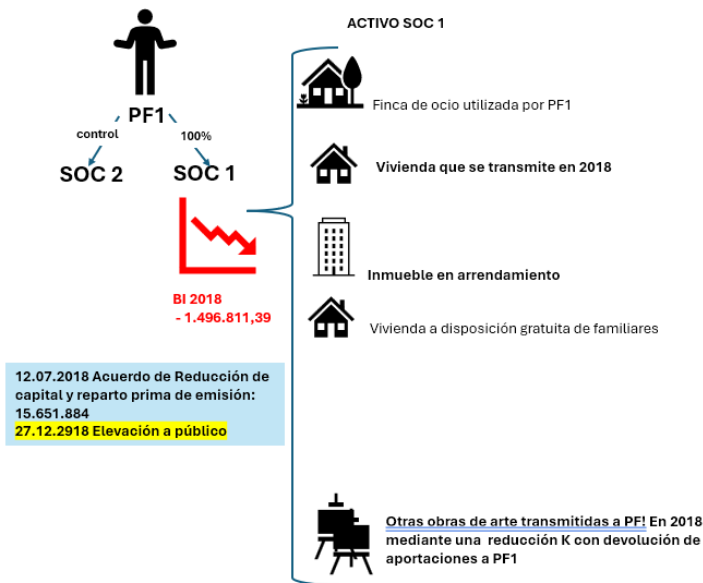 ACTIVO SOC 1
PF1
control
100%
SOC 2
SOC 1
BI 2018
- 1.496.811,39
12.07.2018 Acuerdo de Reducción de
capital y reparto prima de emisión:
15.651.884
27.12.2918 Elevación a público
Finca de ocio utilizada por PF1
Vivienda que se transmite en 2018
Inmueble en arrendamiento
Vivienda a disposición gratuita de familiares
Otras obras de arte transmitidas a PF! En 2018
mediante una reducción K con devolución de
aportaciones a PF1